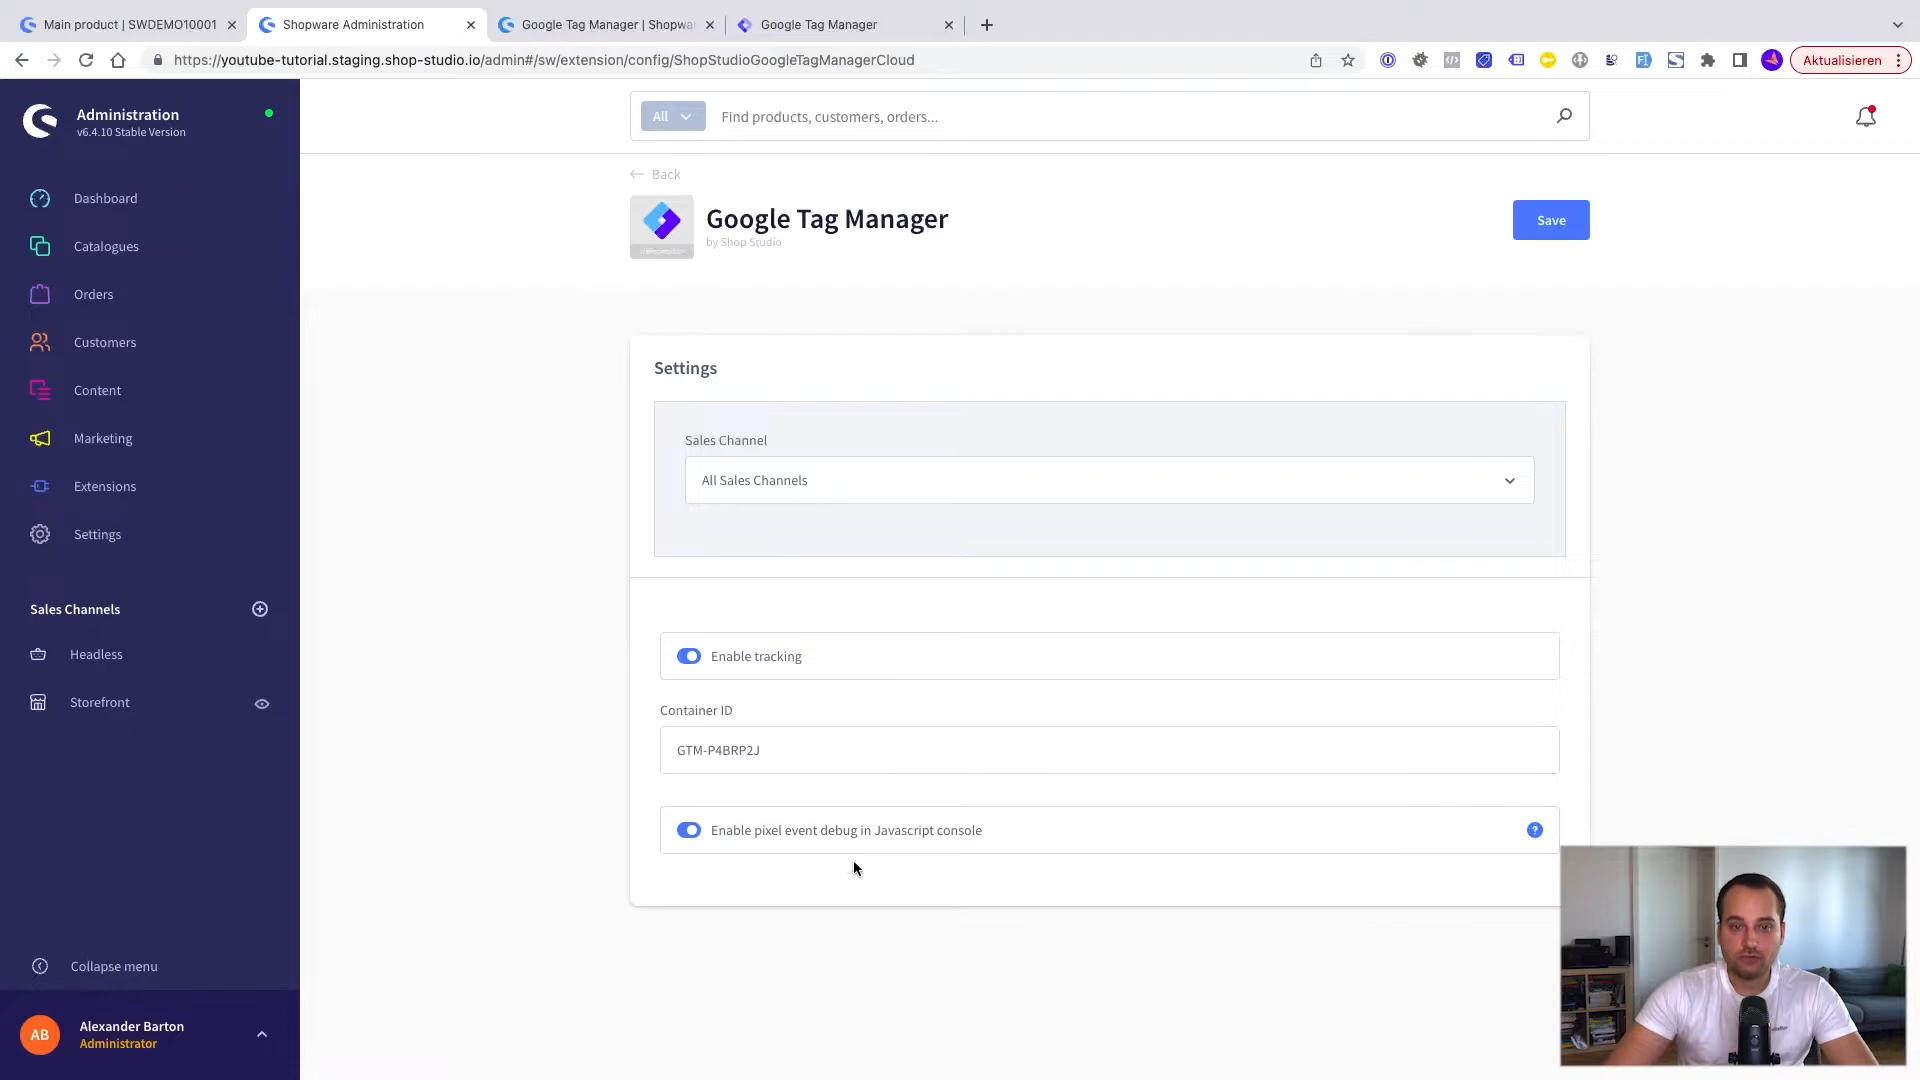 Main product | SWDEMO10001
Shopware Administration
Google Tag Manager | Shopwa
Google Tag Manager
https://youtube-tutorial.staging.shop-studio.io/admin#/sw/extension/config/ShopStudioGoogleTagManagerCloud
Aktualisieren
Administration
v6.4.10 Stable Version
All
Find products, customers, orders...
Back
Google Tag Manager
by Shop Studio
Save
Dashboard
Catalogues
Orders
Customers
Content
Marketing
Extensions
Settings
Sales Channels
Headless
Storefront
Settings
Sales Channel
All Sales Channels
Enable tracking
Container ID
GTM-P4BRP2J
Enable pixel event debug in Javascript console
?
Collapse menu
AB
Alexander Barton
Administrator